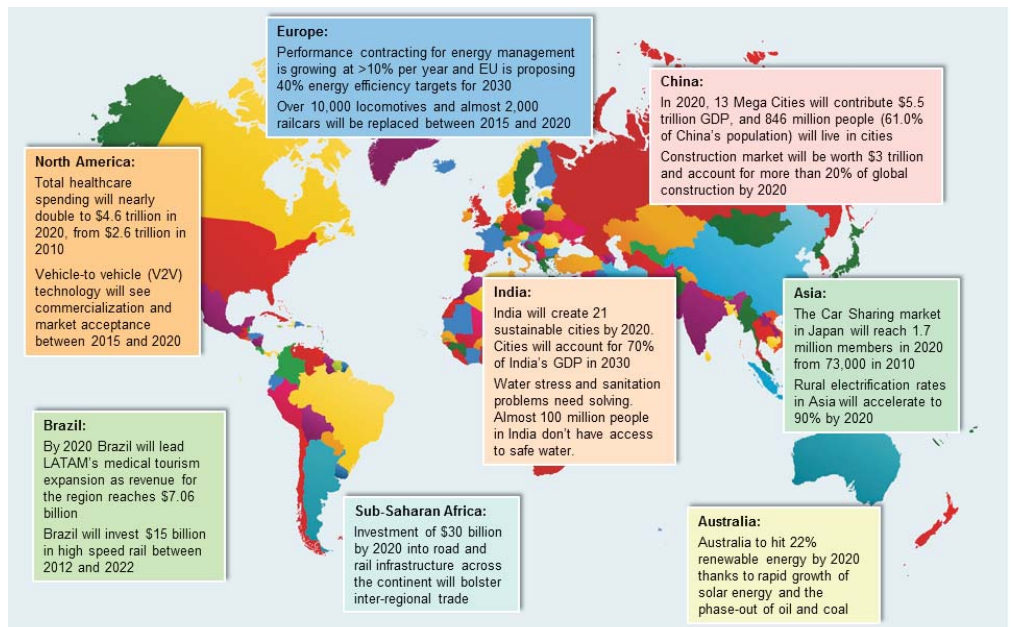 Europe:
Performance contracting for energy management
is growing at >10% per year and EU is proposing
40% energy efficiency targets for 2030
Over 10,000 locomotives and almost 2,000
railcars will be replaced between 2015 and 2020
China:
In 2020, 13 Mega Cities will contribute $5.5
trillion GDP, and 846 million people (61.0%
of China's population) will live in cities
Construction market will be worth $3 trillion
and account for more than 20% of global
construction by 2020
North America:
Total healthcare
spending will nearly
double to $4.6 trillion in
2020, from $2.6 trillion in
2010
Vehicle-to vehicle (V2V)
technology will see
commercialization and
market acceptance
between 2015 and 2020
India:
India will create 21
sustainable cities by 2020.
Cities will account for 70%
of India's GDP in 2030
Water stress and sanitation
problems need solving.
Almost 100 million people
in India don't have access
to safe water.
Asia:
The Car Sharing market
in Japan will reach 1.7
million members in 2020
from 73,000 in 2010
Rural electrification rates
in Asia will accelerate to
90% by 2020
Brazil:
By 2020 Brazil will lead
LATAM's medical tourism
expansion as revenue for
the region reaches $7.06
billion
Brazil will invest $15 billion
in high speed rail between
2012 and 2022
Sub-Saharan Africa:
Investment of $30 billion
by 2020 into road and
rail infrastructure across
the continent will bolster
inter-regional trade
Australia:
Australia to hit 22%
renewable energy by 2020
thanks to rapid growth of
solar energy and the
phase-out of oil and coal